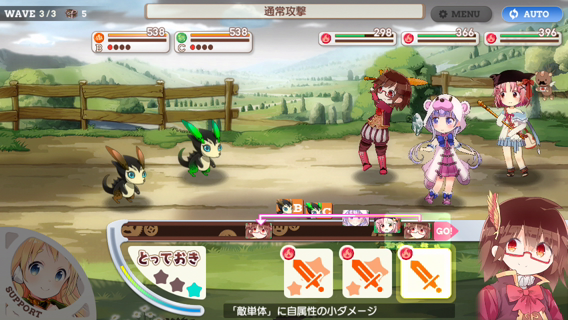 WAVE 3/3 5
通常攻撃
MENU
AUTO
538
B
538
C
298
366
396
B C
GO!
とっておき
SUPPORT
「敵単体」に自属性の小ダメージ